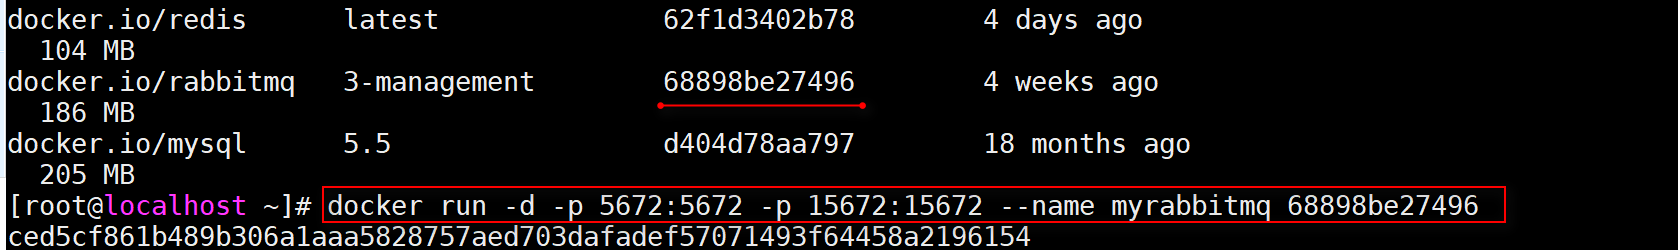 docker.io/redis      latest              62f1d3402b78        4 days ago
  104 MB
docker.io/rabbitmq   3-management        68898be27496        4 weeks ago
  186 MB
docker.io/mysql      5.5                 d404d78aa797        18 months ago
  205 MB
[root@localhost ~]# docker run -d -p 5672:5672 -p 15672:15672 --name myrabbitmq 68898be27496
ced5cf861b489b306a1aaa5828757aed703dafadef57071493f64458a2196154